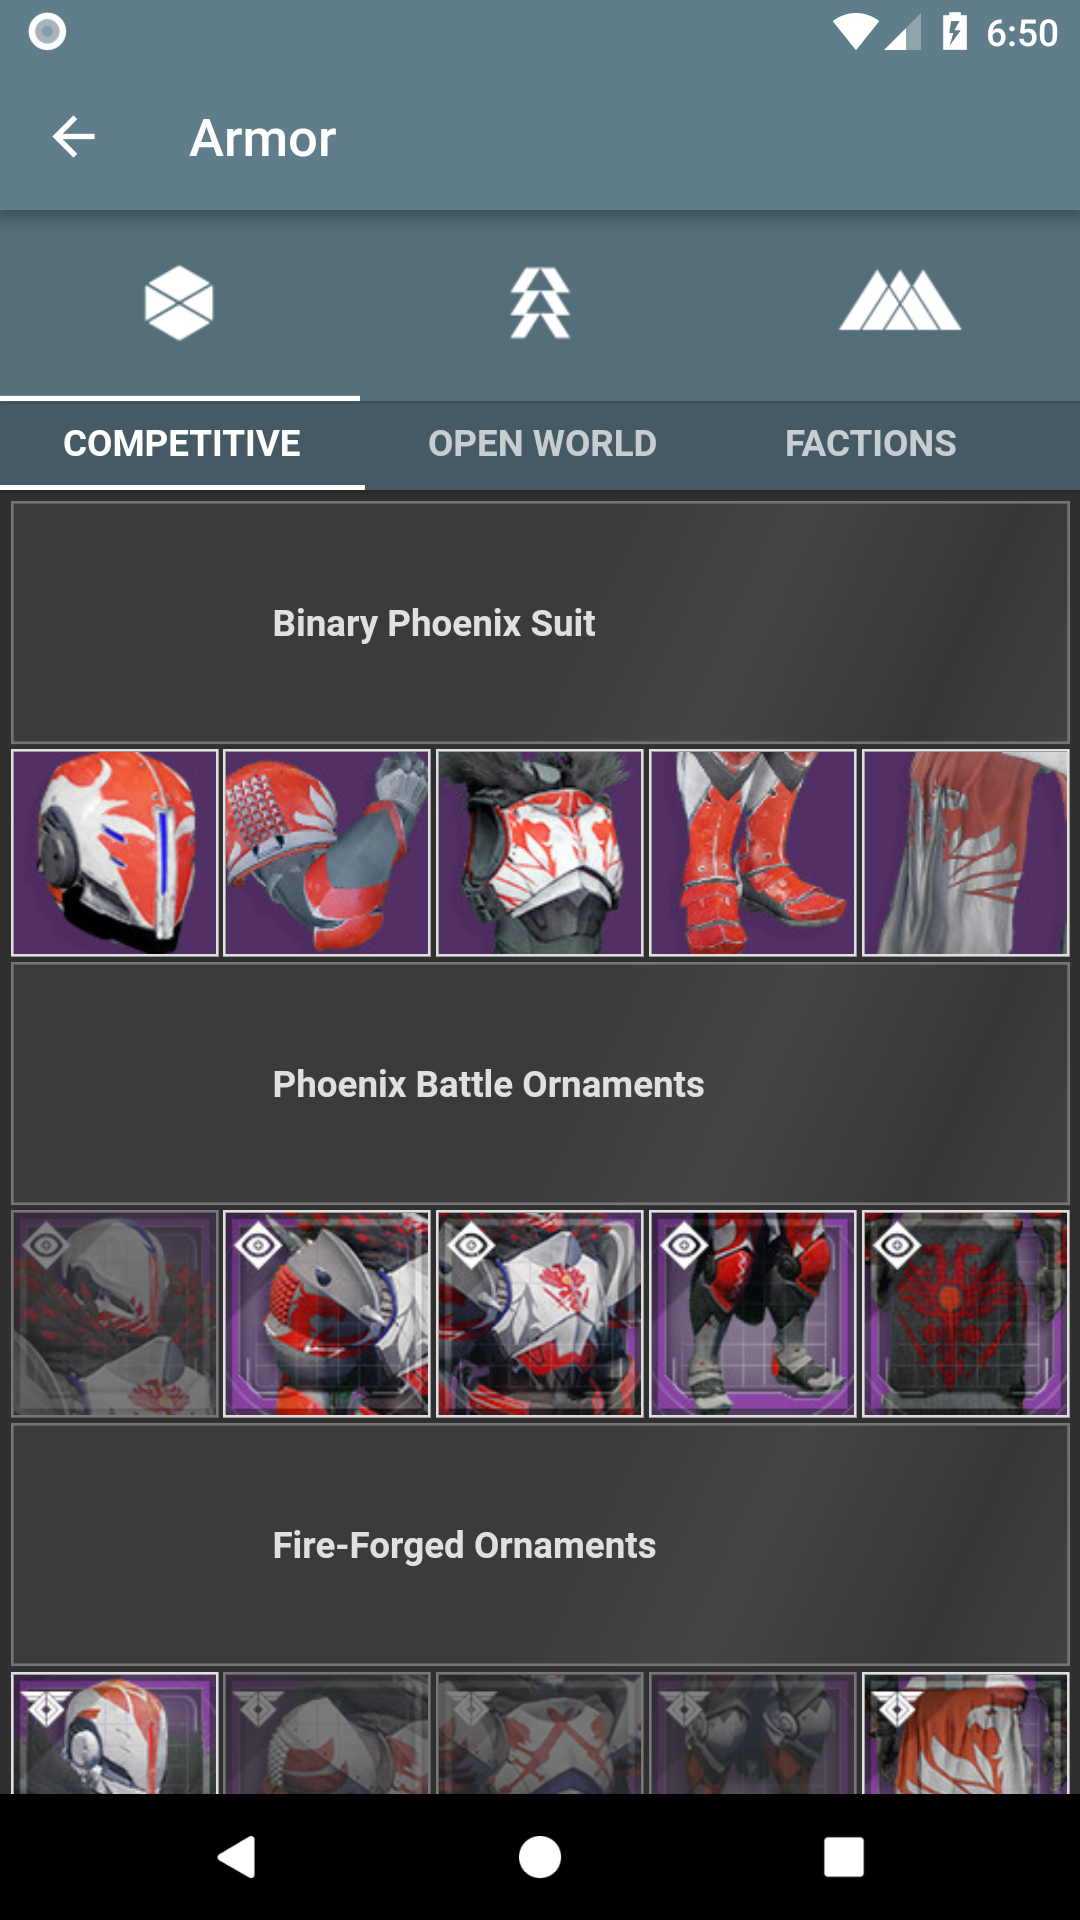 6:50
Armor
COMPETITIVE OPEN WORLD FACTIONS
Binary Phoenix Suit
Phoenix Battle Ornaments
Fire-Forged Ornaments